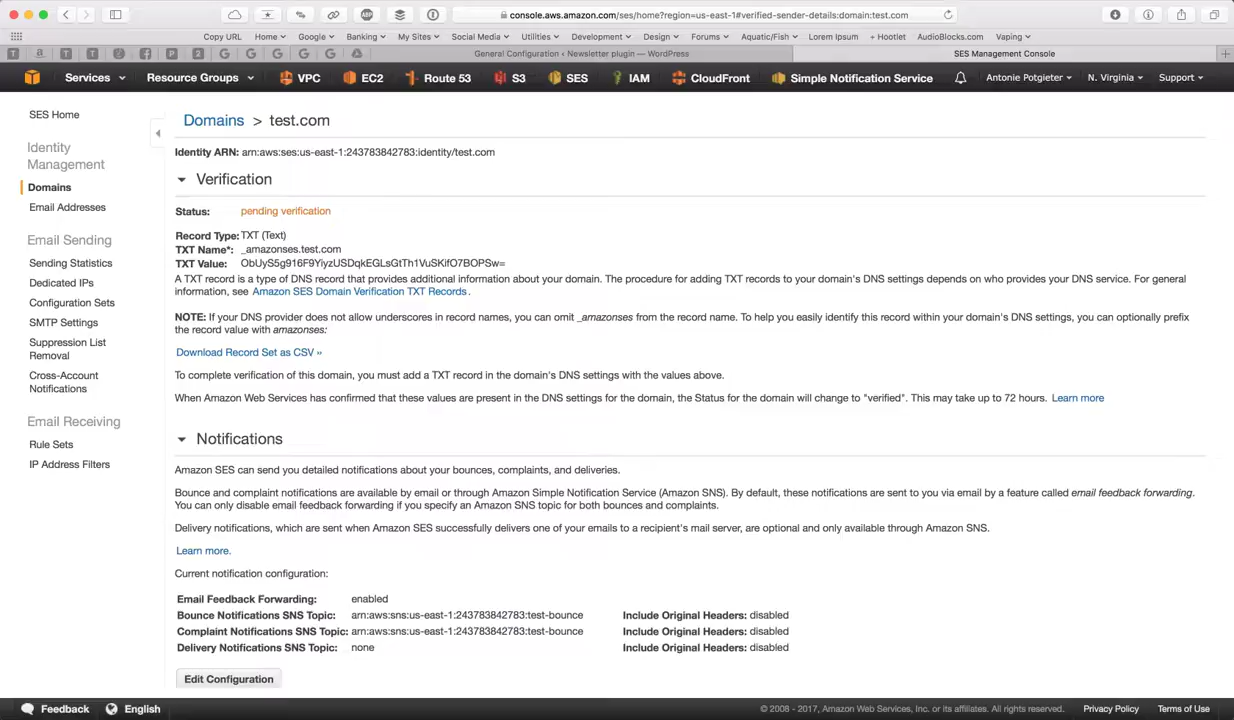 console.aws.amazon.com/ses/home?region=us-east-1#verified-sender-details:domain:test.com
Copy URL Home Google Banking My Sites Social Media Utilities Development Design Forums Aquatic/Fish Lorem Ipsum + Hootlet AudioBlocks.com Vaping
General Configuration ‹ Newsletter plugin — WordPress SES Management Console
Services Resource Groups VPC EC2 Route 53 S3 SES IAM CloudFront Simple Notification Service Antonie Potgieter N. Virginia Support
SES Home
Identity Management
Domains
Email Addresses
Email Sending
Sending Statistics
Dedicated IPs
Configuration Sets
SMTP Settings
Suppression List
Removal
Cross-Account
Notifications
Email Receiving
Rule Sets
IP Address Filters
Domains > test.com
Identity ARN: arn:aws:ses:us-east-1:243783842783:identity/test.com
Verification
Status: pending verification
Record Type: TXT (Text)
TXT Name*: _amazonses.test.com
TXT Value: ObUyS5g916F9YiyzUSDqkEGLsGtTh1VuSKifO7BOPSw=
A TXT record is a type of DNS record that provides additional information about your domain. The procedure for adding TXT records to your domain's DNS settings depends on who provides your DNS service. For general
information, see Amazon SES Domain Verification TXT Records.
NOTE: If your DNS provider does not allow underscores in record names, you can omit _amazonses from the record name. To help you easily identify this record within your domain's DNS settings, you can optionally prefix
the record value with amazonses:
Download Record Set as CSV »
To complete verification of this domain, you must add a TXT record in the domain's DNS settings with the values above.
When Amazon Web Services has confirmed that these values are present in the DNS settings for the domain, the Status for the domain will change to "verified". This may take up to 72 hours. Learn more
Notifications
Amazon SES can send you detailed notifications about your bounces, complaints, and deliveries.
Bounce and complaint notifications are available by email or through Amazon Simple Notification Service (Amazon SNS). By default, these notifications are sent to you via email by a feature called email feedback forwarding.
You can only disable email feedback forwarding if you specify an Amazon SNS topic for both bounces and complaints.
Delivery notifications, which are sent when Amazon SES successfully delivers one of your emails to a recipient's mail server, are optional and only available through Amazon SNS.
Learn more.
Current notification configuration:
Email Feedback Forwarding: enabled
Bounce Notifications SNS Topic: arn:aws:sns:us-east-1:243783842783:test-bounce Include Original Headers: disabled
Complaint Notifications SNS Topic: arn:aws:sns:us-east-1:243783842783:test-bounce Include Original Headers: disabled
Delivery Notifications SNS Topic: none Include Original Headers: disabled
Edit Configuration
Feedback English © 2008 - 2017, Amazon Web Services, Inc. or its affiliates. All rights reserved. Privacy Policy Terms of Use